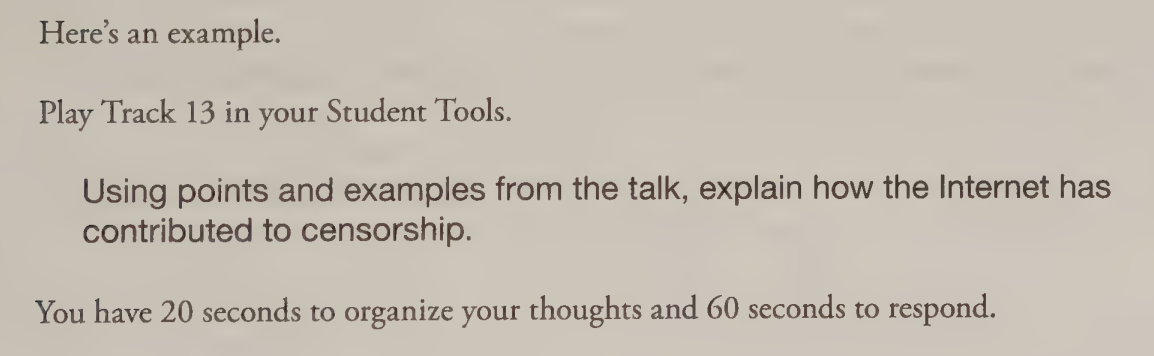 Here's an example.
Play Track 13 in your Student Tools.
Using points and examples from the talk, explain how the Internet has
contributed to censorship.
You have 20 seconds to organize your thoughts and 60 seconds to respond.